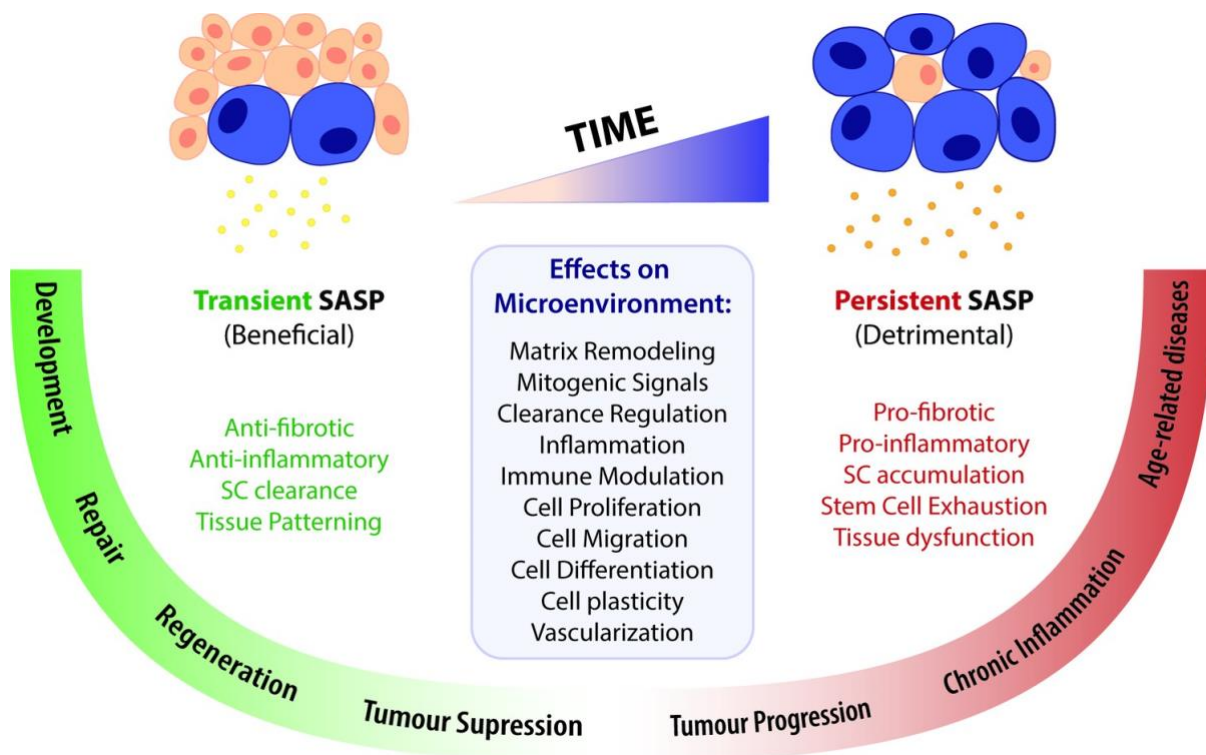 TIME
Transient SASP
(Beneficial)
Anti-fibrotic
Anti-inflammatory
SC clearance
Tissue Patterning
Effects on
Microenvironment:
Matrix Remodeling
Mitogenic Signals
Clearance Regulation
Inflammation
Immune Modulation
Cell Proliferation
Cell Migration
Cell Differentiation
Cell plasticity
Vascularization
Persistent SASP
(Detrimental)
Pro-fibrotic
Pro-inflammatory
SC accumulation
Stem Cell Exhaustion
Tissue dysfunction
Development
Repair
Regeneration
Tumour Supression
Tumour Progression
Chronic Inflammation
Age-related diseases